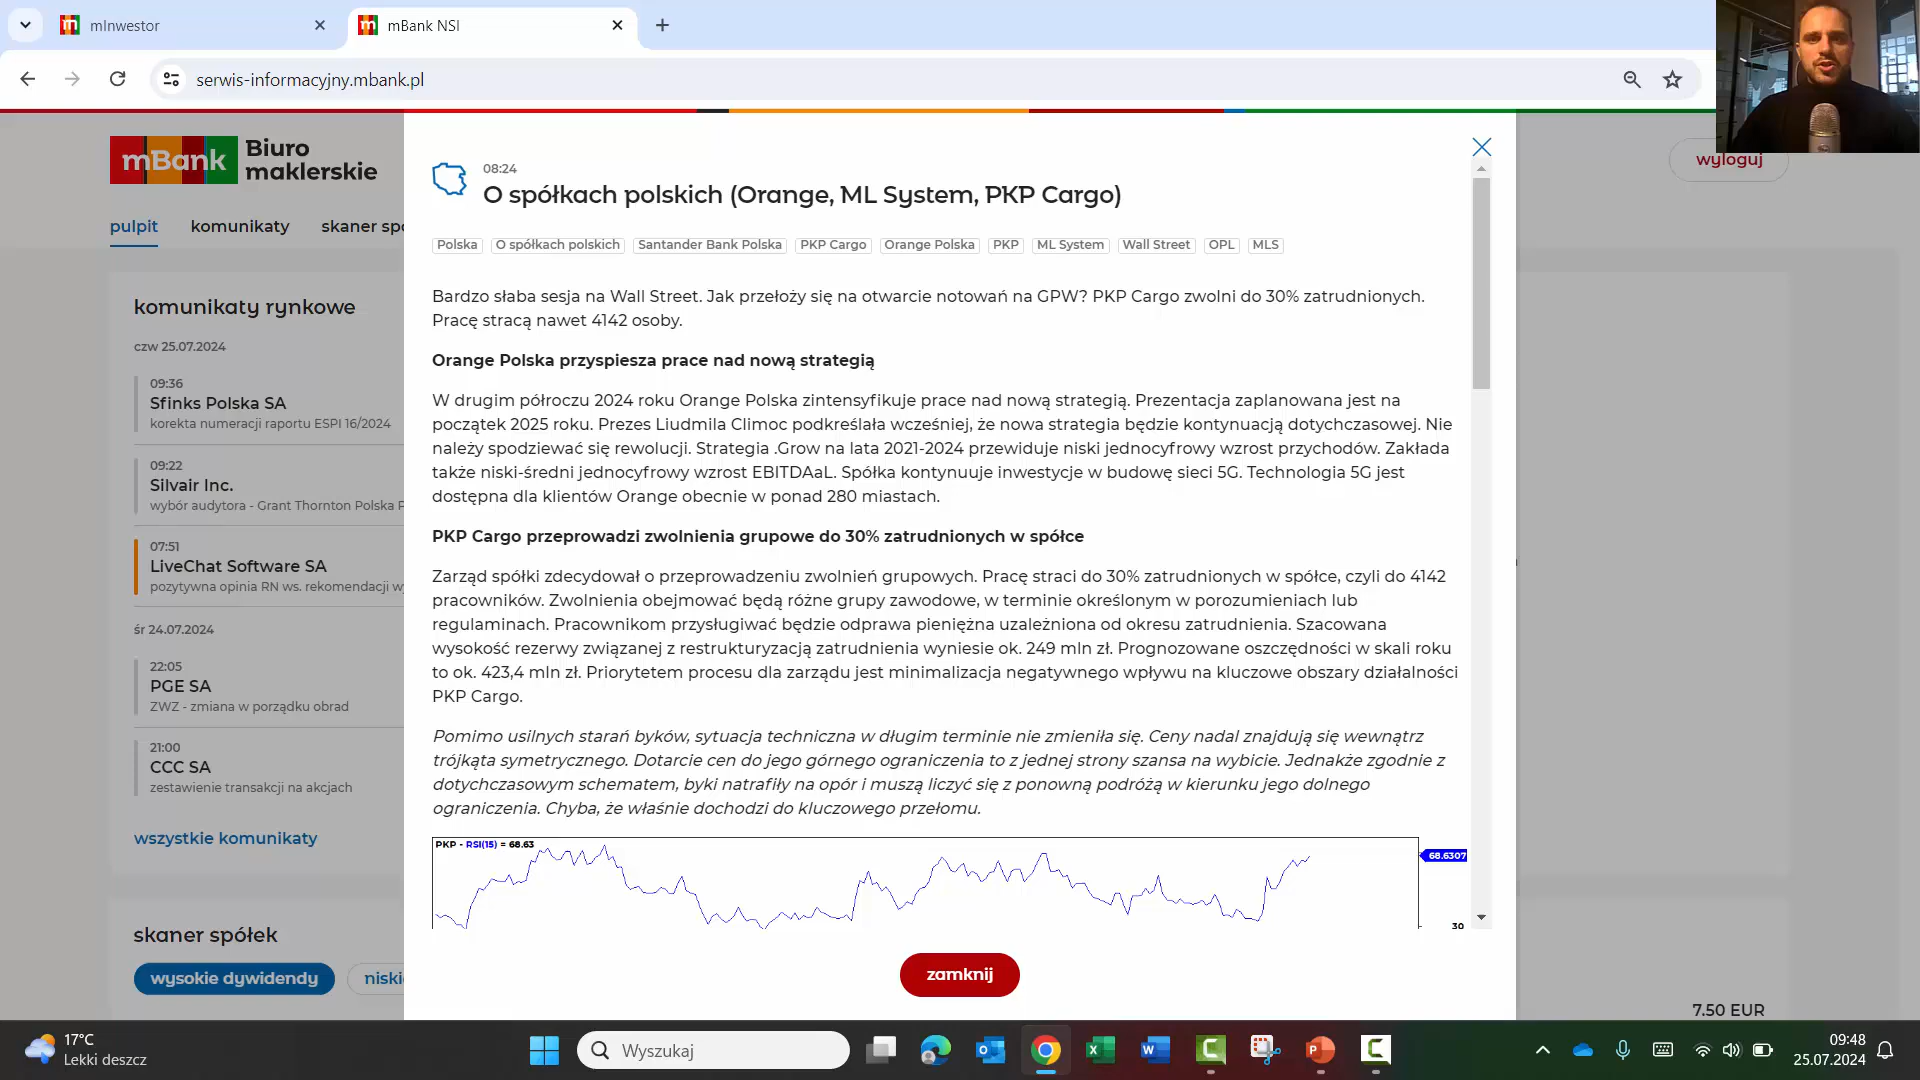 mInwestor
mBank NSI
serwis-informacyjny.mbank.pl
mBank Biuro maklerskie
wyloguj
pulpit komunikaty skaner spó
komunikaty rynkowe
czw 25.07.2024
09:36
Sfinks Polska SA
korekta numeracji raportu ESPI 16/2024
09:22
Silvair Inc.
wybór audytora - Grant Thornton Polska P
07:51
LiveChat Software SA
pozytywna opinia RN ws. rekomendacji wy
śr 24.07.2024
22:05
PGE SA
ZWZ - zmiana w porządku obrad
21:00
CCC SA
zestawienie transakcji na akcjach
wszystkie komunikaty
skaner spółek
wysokie dywidendy niski
08:24
O spółkach polskich (Orange, ML System, PKP Cargo)
Polska O spółkach polskich Santander Bank Polska PKP Cargo Orange Polska PKP ML System Wall Street OPL MLS
Bardzo słaba sesja na Wall Street. Jak przełoży się na otwarcie notowań na GPW? PKP Cargo zwolni do 30% zatrudnionych.
Pracę stracą nawet 4142 osoby.
Orange Polska przyspiesza prace nad nową strategią
W drugim półroczu 2024 roku Orange Polska zintensyfikuje prace nad nową strategią. Prezentacja zaplanowana jest na
początek 2025 roku. Prezes Liudmila Climoc podkreślała wcześniej, że nowa strategia będzie kontynuacją dotychczasowej. Nie
należy spodziewać się rewolucji. Strategia .Grow na lata 2021-2024 przewiduje niski jednocyfrowy wzrost przychodów. Zakłada
także niski-średni jednocyfrowy wzrost EBITDAaL. Spółka kontynuuje inwestycje w budowę sieci 5G. Technologia 5G jest
dostępna dla klientów Orange obecnie w ponad 280 miastach.
PKP Cargo przeprowadzi zwolnienia grupowe do 30% zatrudnionych w spółce
Zarząd spółki zdecydował o przeprowadzeniu zwolnień grupowych. Pracę straci do 30% zatrudnionych w spółce, czyli do 4142
pracowników. Zwolnienia obejmować będą różne grupy zawodowe, w terminie określonym w porozumieniach lub
regulaminach. Pracownikom przysługiwać będzie odprawa pieniężna uzależniona od okresu zatrudnienia. Szacowana
wysokość rezerwy związanej z restrukturyzacją zatrudnienia wyniesie ok. 249 mln zł. Prognozowane oszczędności w skali roku
to ok. 423,4 mln zł. Priorytetem procesu dla zarządu jest minimalizacja negatywnego wpływu na kluczowe obszary działalności
PKP Cargo.
Pomimo usilnych starań byków, sytuacja techniczna w długim terminie nie zmieniła się. Ceny nadal znajdują się wewnątrz
trójkąta symetrycznego. Dotarcie cen do jego górnego ograniczenia to z jednej strony szansa na wybicie. Jednakże zgodnie z
dotychczasowym schematem, byki natrafiły na opór i muszą liczyć się z ponowną podróżą w kierunku jego dolnego
ograniczenia. Chyba, że właśnie dochodzi do kluczowego przełomu.
PKP - RSI(15) = 68.63
68.6307
30
zamknij
7.50 EUR
17°C
Lekki deszcz
Wyszukaj
09:48
25.07.2024